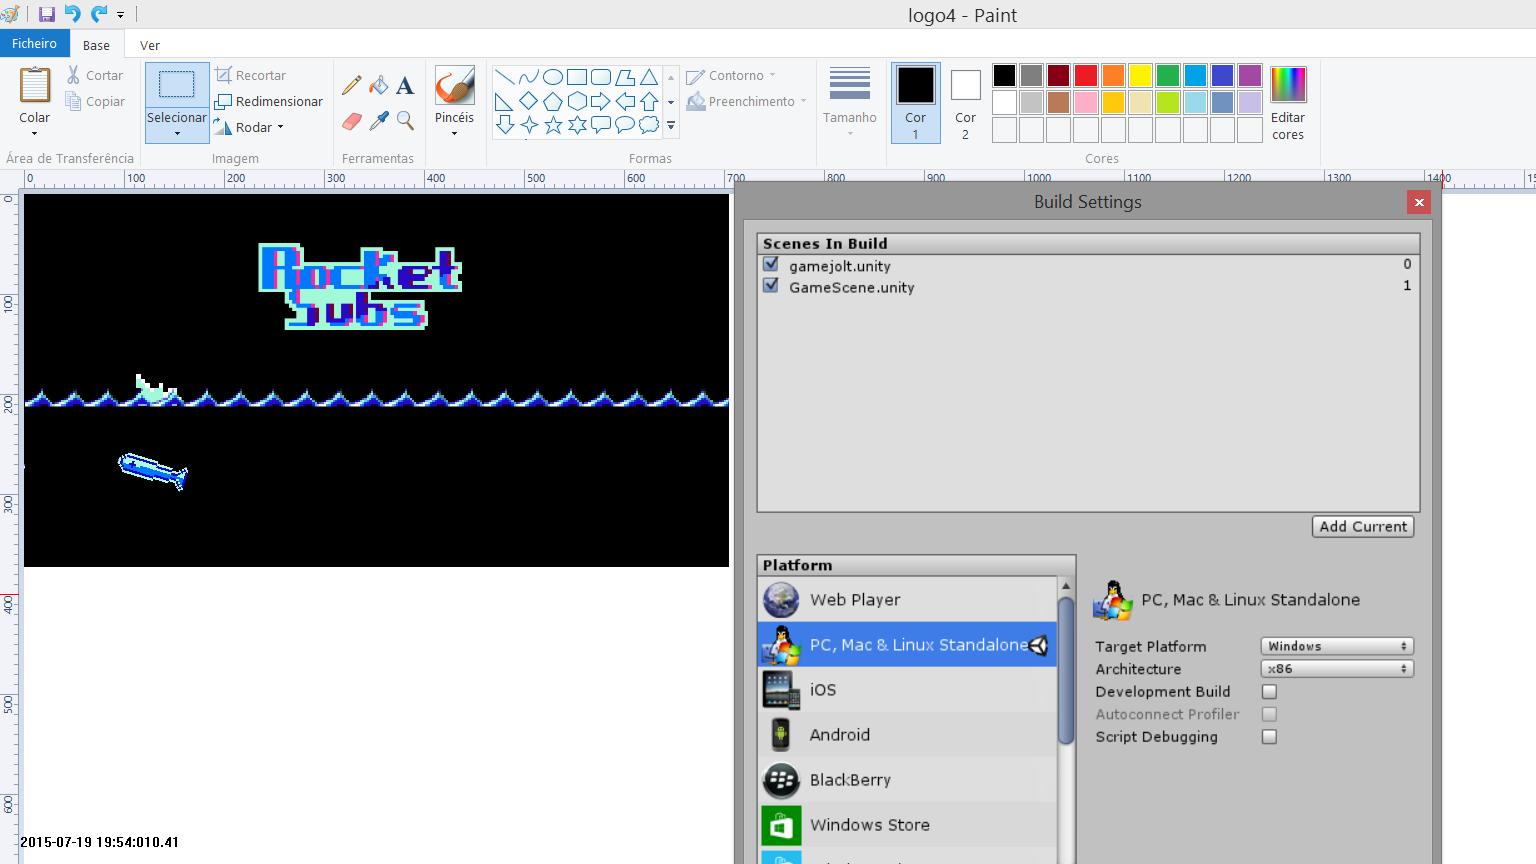 logo4 - Paint
Ficheiro Base Ver
Colar
Cortar
Copiar
Área de Transferência
Selecionar
Recortar
Redimensionar
Rodar
Imagem
A
Ferramentas
Pincéis
Contorno
Preenchimento
Formas
Tamanho
Cor 1
Cor 2
Editar cores
Cores
0 100 200 300 400 500 600 700 800 900 1000 1100 1200 1300 1400
0
100
200
300
400
500
600
Rocket
Subs
Build Settings
Scenes In Build
gamejolt.unity 0
GameScene.unity 1
Add Current
Platform
Web Player
PC, Mac & Linux Standalone
iOS
Android
BlackBerry
Windows Store
PC, Mac & Linux Standalone
Target Platform Windows
Architecture x86
Development Build
Autoconnect Profiler
Script Debugging
2015-07-19 19:54:010.41